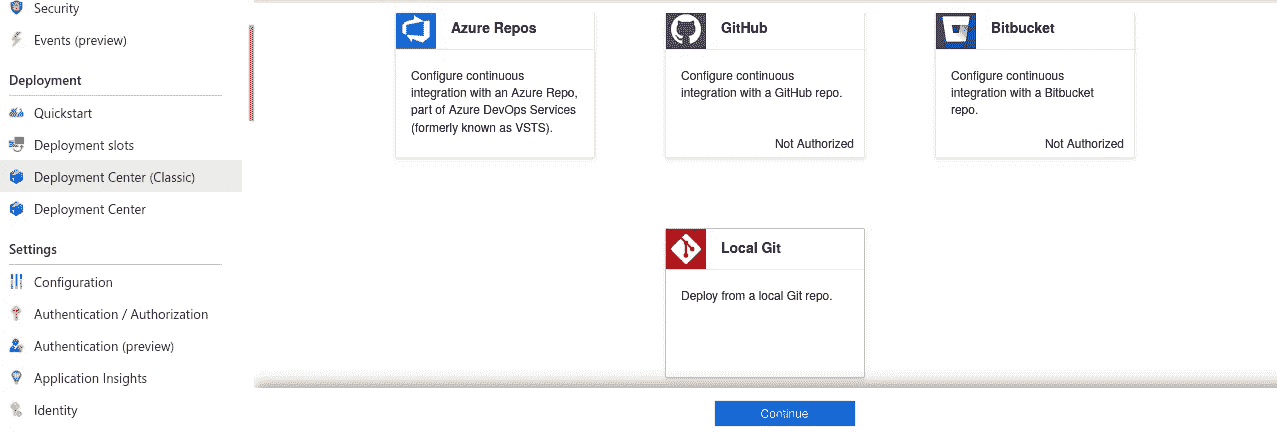 Security
Events (preview)
Deployment
Quickstart
Deployment slots
Deployment Center (Classic)
Deployment Center
Settings
Configuration
Authentication / Authorization
Authentication (preview)
Application Insights
Identity
Azure Repos
Configure continuous
integration with an Azure Repo,
part of Azure DevOps Services
(formerly known as VSTS).
GitHub
Configure continuous
integration with a GitHub repo.
Not Authorized
Bitbucket
Configure continuous
integration with a Bitbucket
repo.
Not Authorized
Local Git
Deploy from a local Git repo.
Continue